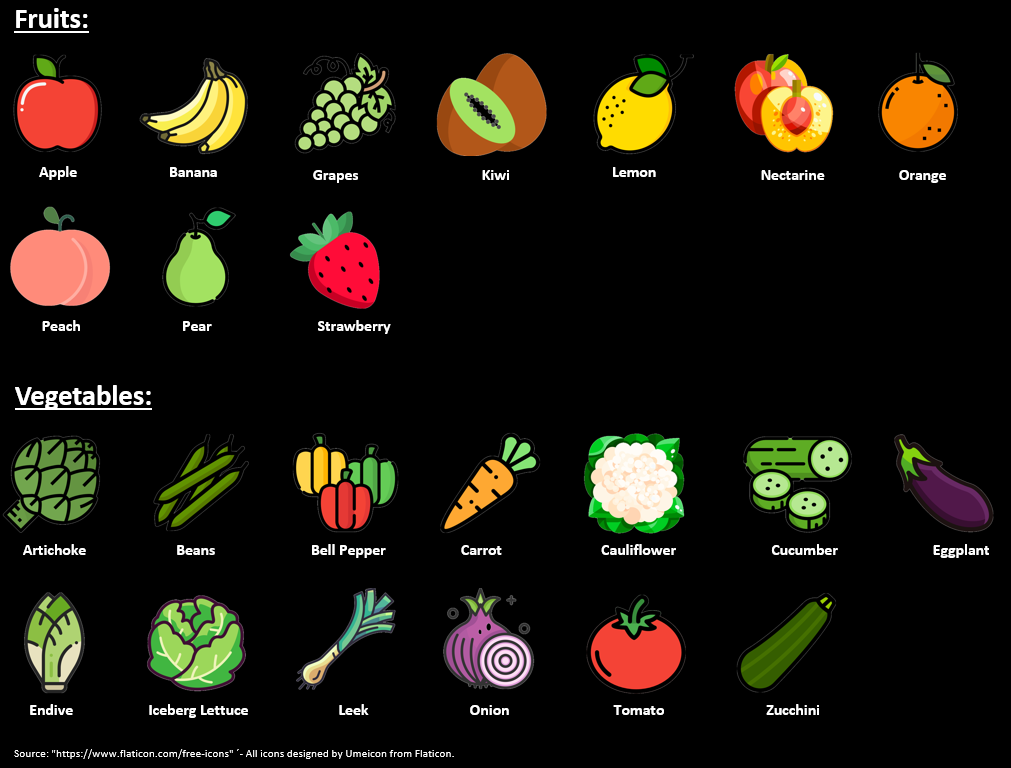 Fruits:
Apple Banana Grapes Kiwi Lemon Nectarine Orange
Peach Pear Strawberry
Vegetables:
Artichoke Beans Bell Pepper Carrot Cauliflower Cucumber Eggplant
Endive Iceberg Lettuce Leek Onion Tomato Zucchini
Source: "https://www.flaticon.com/free-icons" ´- All icons designed by Umeicon from Flaticon.